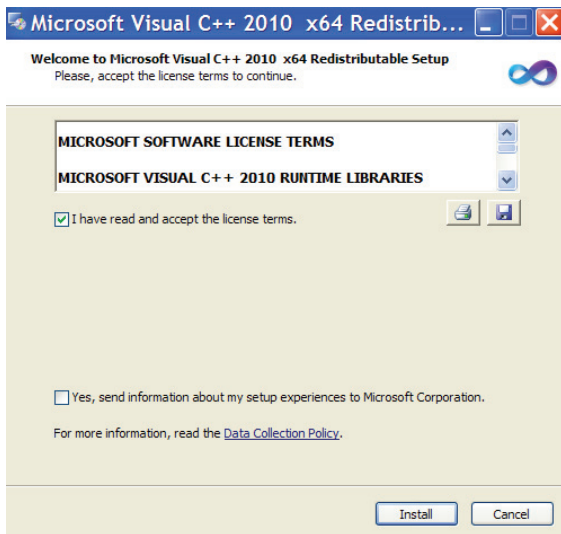 Microsoft Visual C++ 2010 x64 Redistrib...
Welcome to Microsoft Visual C++ 2010 x64 Redistributable Setup
Please, accept the license terms to continue.
MICROSOFT SOFTWARE LICENSE TERMS
MICROSOFT VISUAL C++ 2010 RUNTIME LIBRARIES
I have read and accept the license terms.
Yes, send information about my setup experiences to Microsoft Corporation.
For more information, read the Data Collection Policy.
Install Cancel